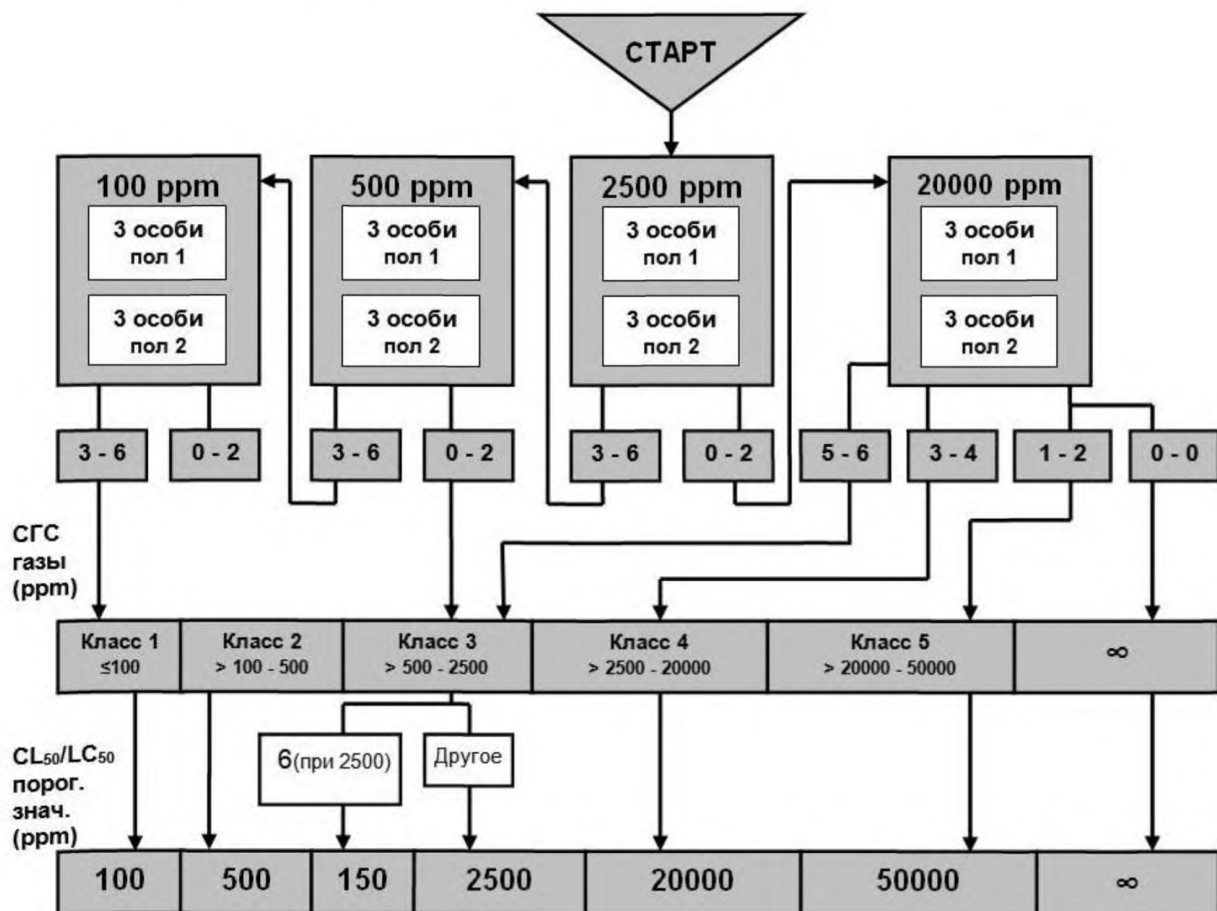 СТАРТ
100 ppm
3 особи
пол 1
3 особи
пол 2
500 ppm
3 особи
пол 1
3 особи
пол 2
2500 ppm
3 особи
пол 1
3 особи
пол 2
20000 ppm
3 особи
пол 1
3 особи
пол 2
3 - 6
0 - 2
3 - 6
0 - 2
3 - 6
0 - 2
5 - 6
3 - 4
1 - 2
0 - 0
СГС
газы
(ppm)
Класс 1
≤100
Класс 2
> 100 - 500
Класс 3
> 500 - 2500
Класс 4
> 2500 - 20000
Класс 5
> 20000 - 50000
∞
6(при 2500)
Другое
CL50/LC50
порог.
знач.
(ppm)
100
500
150
2500
20000
50000
∞